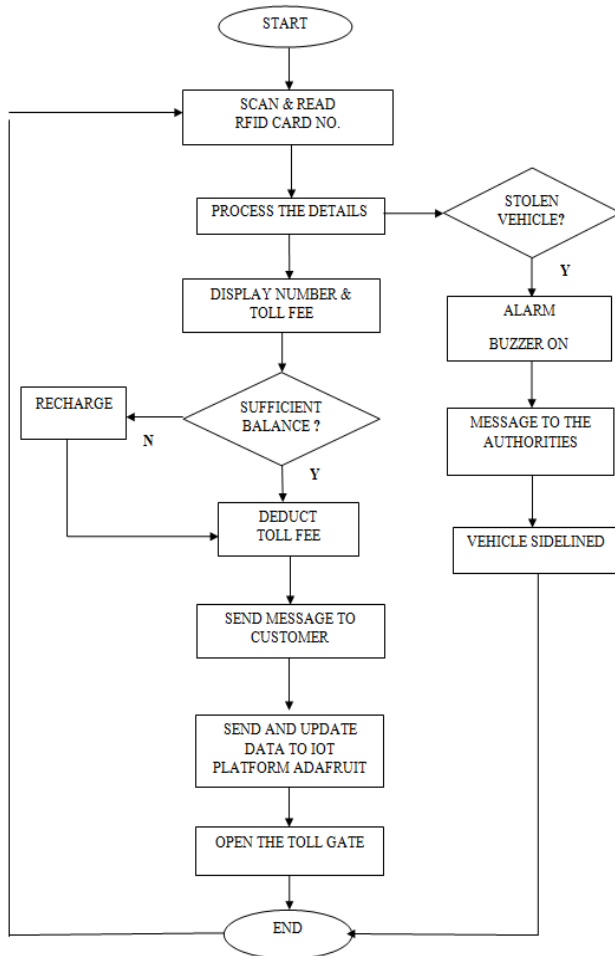 START
SCAN & READ
RFID CARD NO.
PROCESS THE DETAILS
STOLEN
VEHICLE?
Y
DISPLAY NUMBER &
TOLL FEE
ALARM
BUZZER ON
RECHARGE
N
SUFFICIENT
BALANCE ?
Y
MESSAGE TO THE
AUTHORITIES
DEDUCT
TOLL FEE
VEHICLE SIDELINED
SEND MESSAGE TO
CUSTOMER
SEND AND UPDATE
DATA TO IOT
PLATFORM ADAFRUIT
OPEN THE TOLL GATE
END